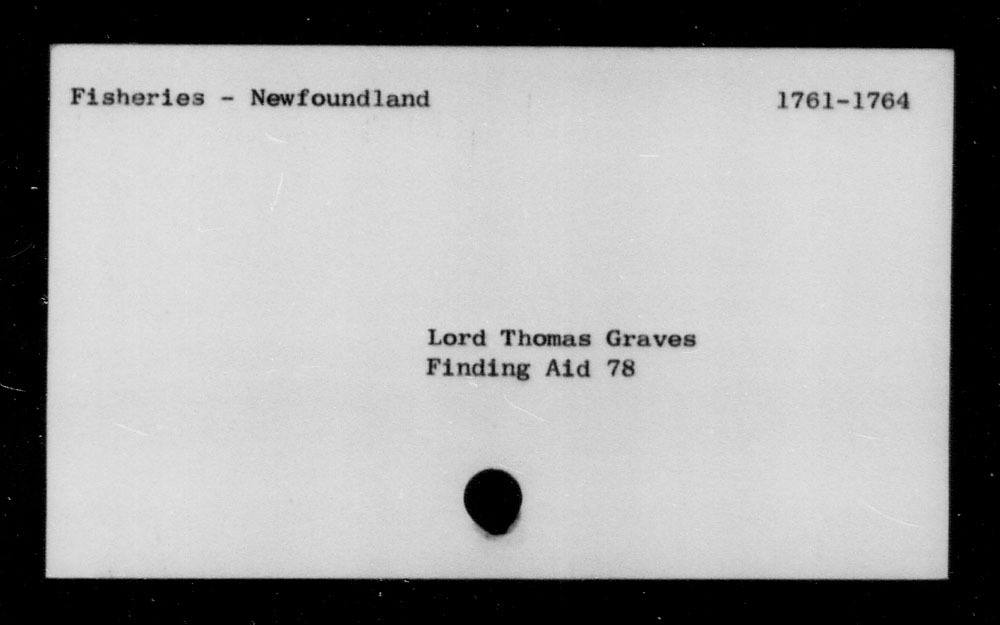 Fisheries - Newfoundland 1761-1764
Lord Thomas Graves
Finding Aid 78